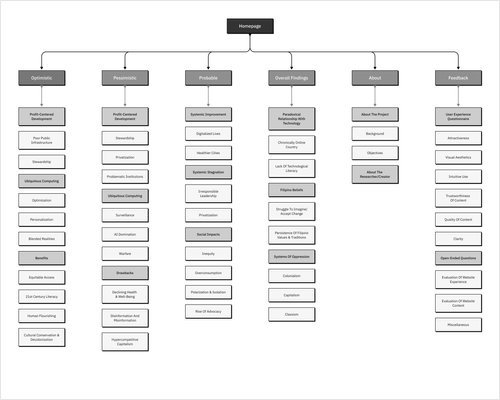 Homepage
Optimistic
Pessimistic
Probable
Overall Findings
About
Feedback
Profit-Centered
Development
Poor Public
Infrastructure
Stewardship
Ubiquitous Computing
Optimization
Personalization
Blended Realities
Benefits
Equitable Access
21st Century Literacy
Human Flourishing
Cultural Conservation &
Decolonization
Profit-Centered
Development
Stewardship
Privatization
Problematic Institutions
Ubiquitous Computing
Surveillance
AI Domination
Warfare
Drawbacks
Declining Health
& Well-Being
Disinformation And
Misinformation
Hypercompetitive
Capitalism
Systemic Improvement
Digitalized Lives
Healthier Cities
Systemic Stagnation
Irresponsible
Leadership
Privatization
Social Impacts
Inequity
Overconsumption
Polarization & Isolation
Rise Of Advocacy
Paradoxical
Relationship With
Technology
Chronically Online
Country
Lack Of Technological
Literacy
Filipino Beliefs
Struggle To Imagine/
Accept Change
Persistence Of Filipino
Values & Traditions
Systems Of Oppression
Colonialism
Capitalism
Classism
About The Project
Background
Objectives
About The
Researcher/Creator
User Experience
Questionnaire
Attractiveness
Visual Aesthetics
Intuitive Use
Trustworthiness
Of Content
Quality Of Content
Clarity
Open-Ended Questions
Evaluation Of Website
Experience
Evaluation Of Website
Content
Miscellaneous